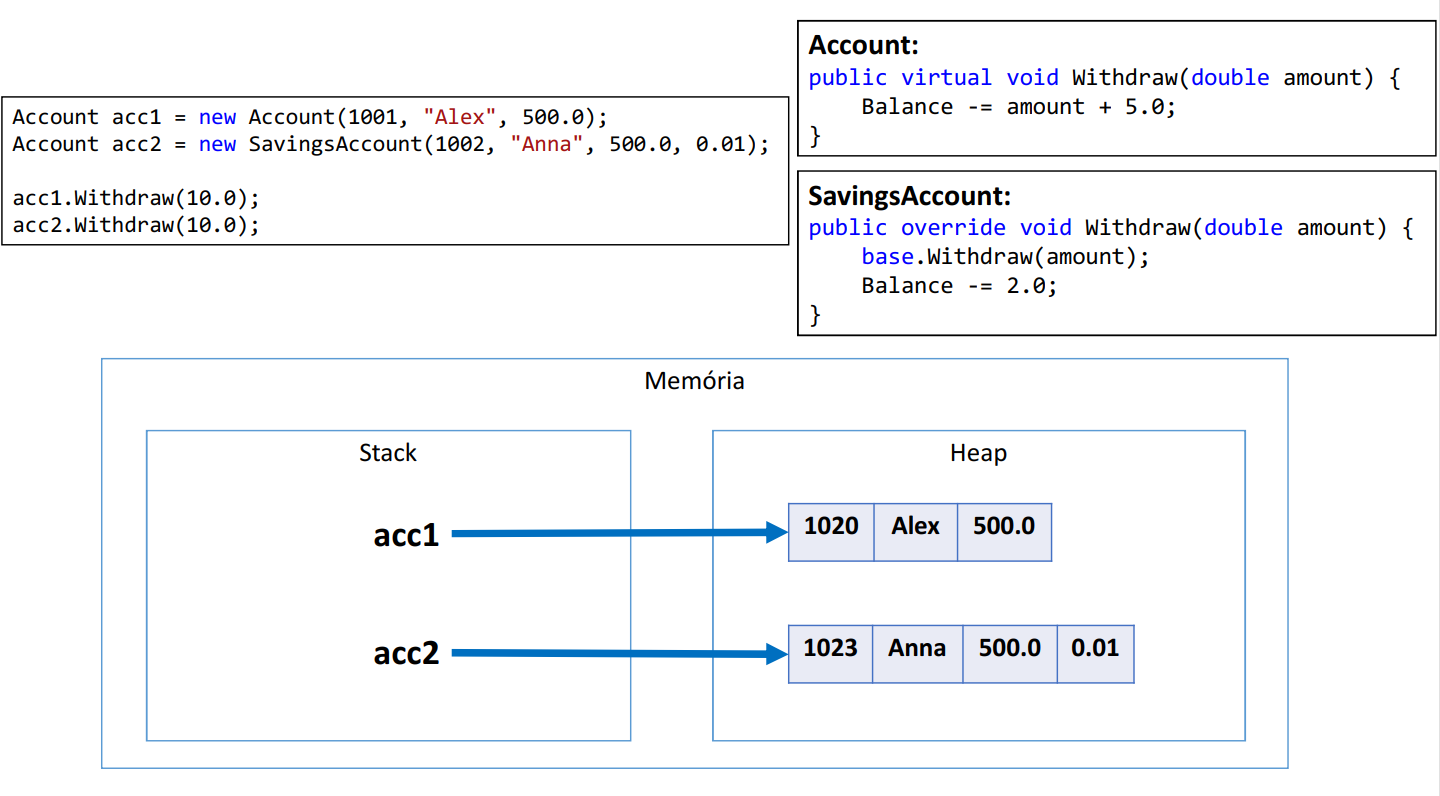 Account acc1 = new Account(1001, "Alex", 500.0);
Account acc2 = new SavingsAccount(1002, "Anna", 500.0, 0.01);
acc1.Withdraw(10.0);
acc2.Withdraw(10.0);
Account:
public virtual void Withdraw(double amount) {
Balance -= amount + 5.0;
}
SavingsAccount:
public override void Withdraw(double amount) {
base.Withdraw(amount);
Balance -= 2.0;
}
Memória
Stack
Heap
acc1
1020 Alex 500.0
acc2
1023 Anna 500.0 0.01